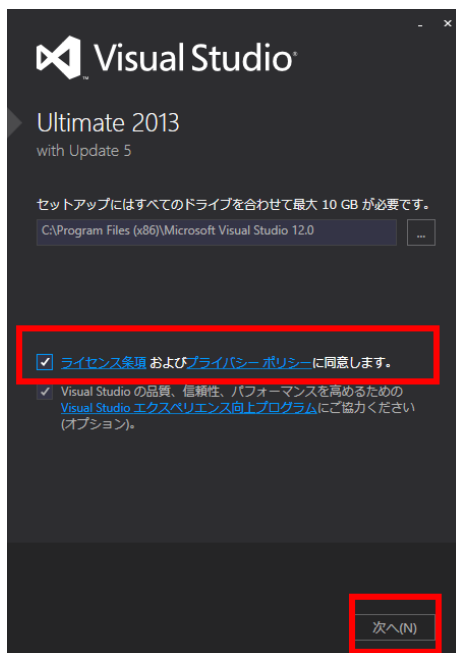 Visual Studio
Ultimate 2013
with Update 5
セットアップにはすべてのドライブを合わせて最大 10 GB が必要です。
C:\Program Files (x86)\Microsoft Visual Studio 12.0
...
ライセンス条項 およびプライバシー ポリシーに同意します。
Visual Studio の品質、信頼性、パフォーマンスを高めるための
Visual Studio エクスペリエンス向上プログラムにご協力ください
(オプション)。
次へ(N)